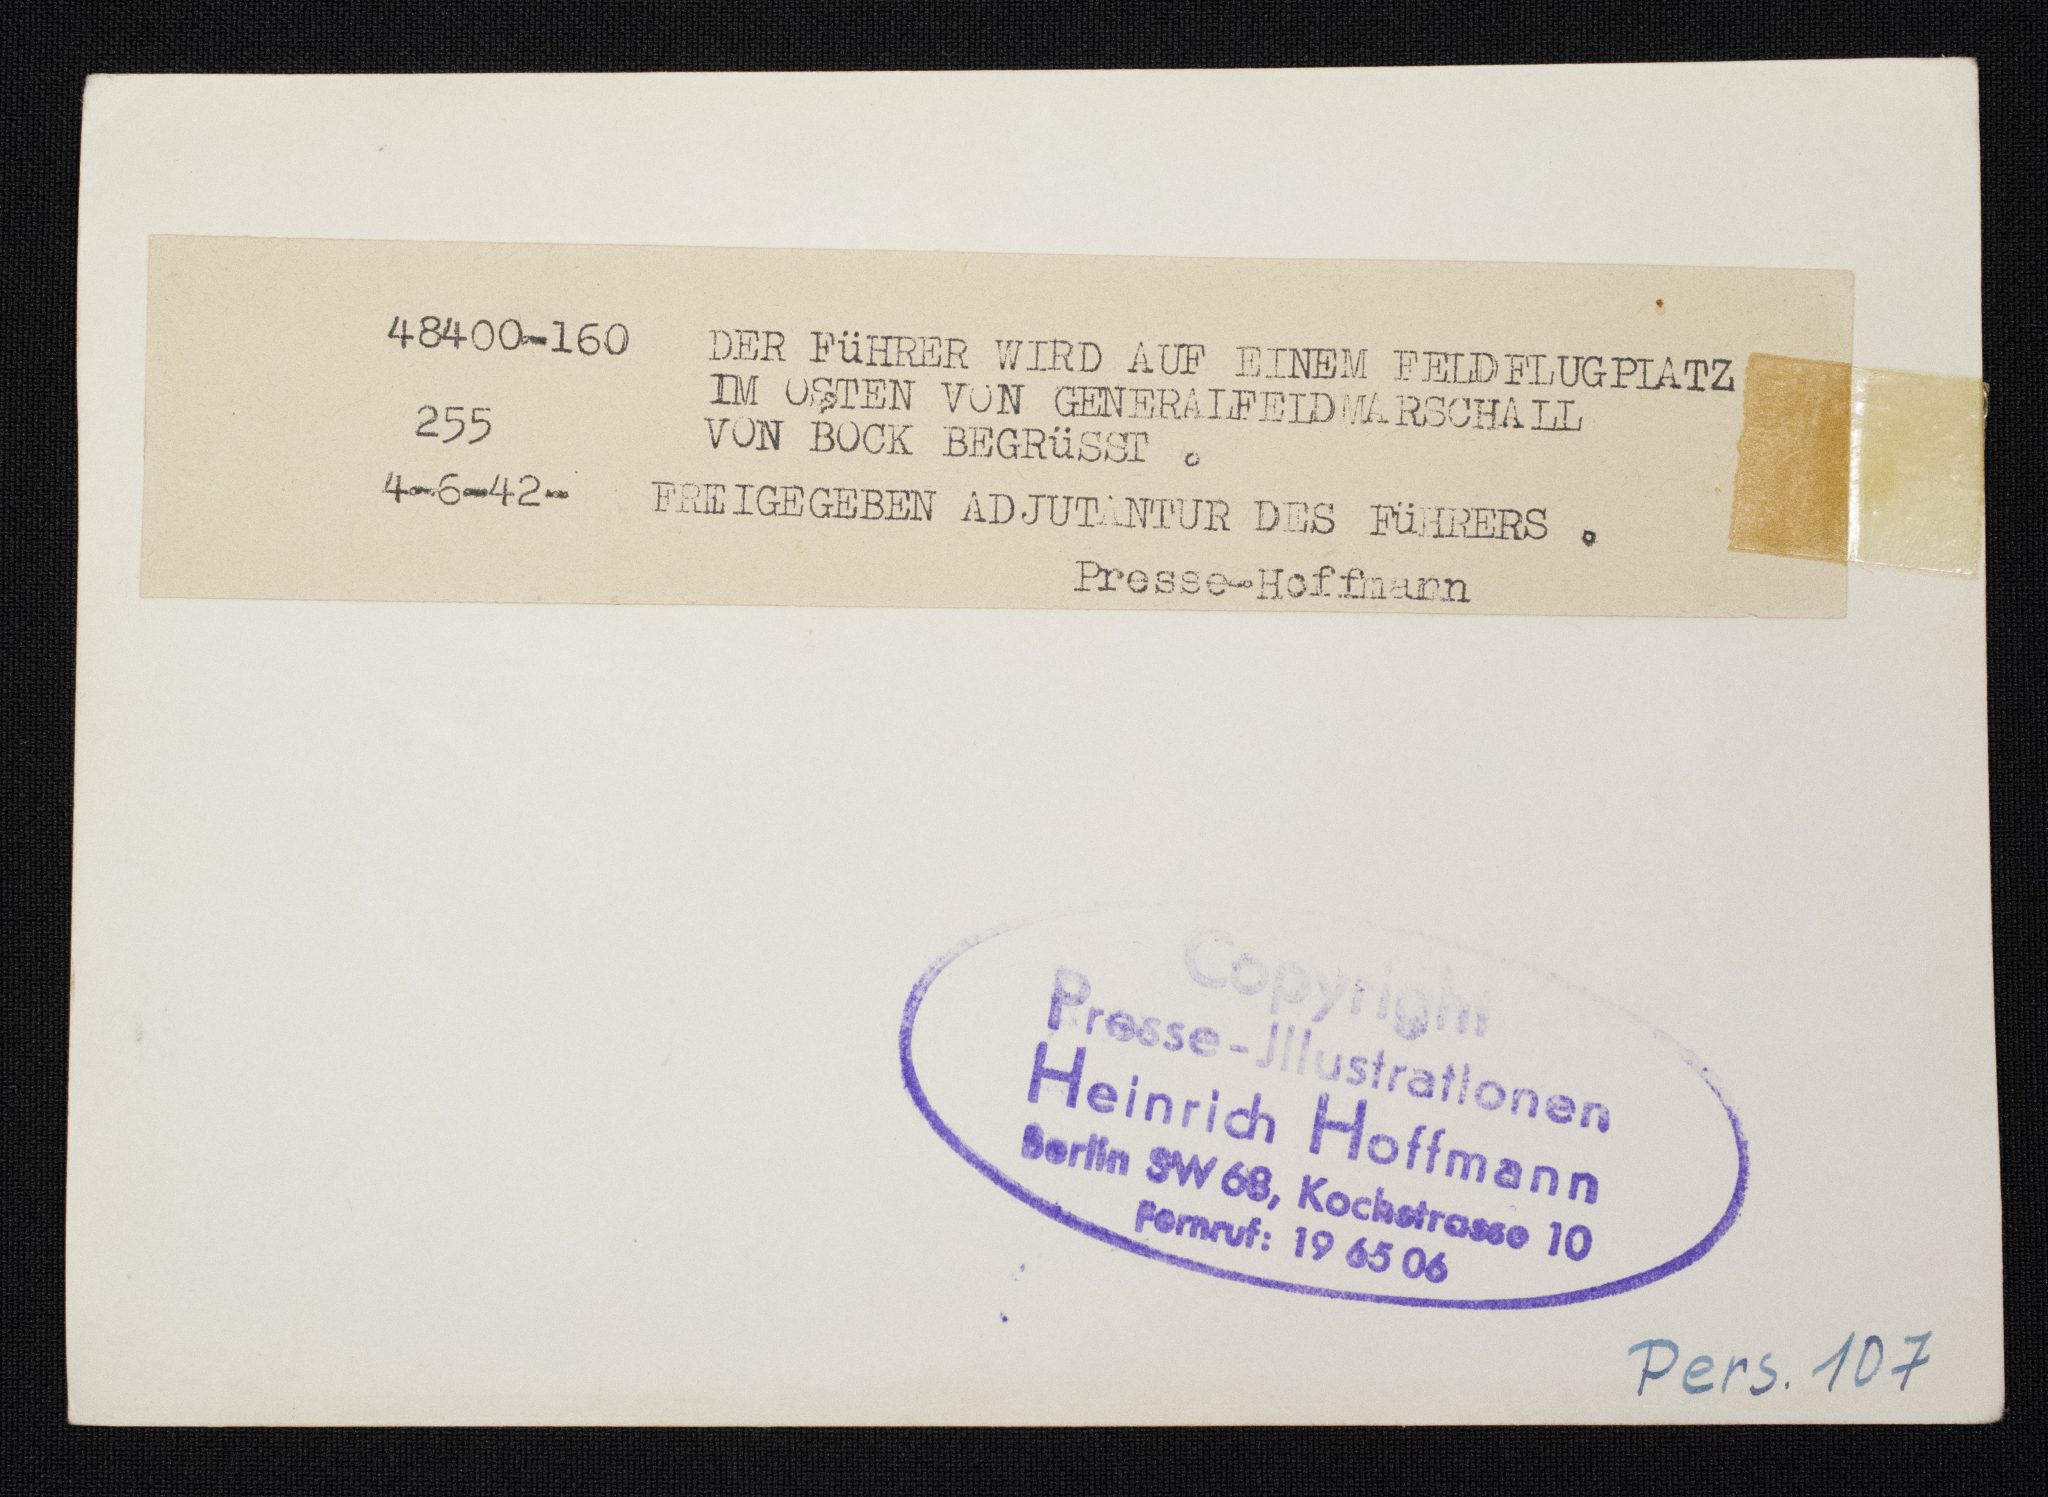 48400-160 DER FüHRER WIRD AUF EINEM FELDFLUGPLATZ
IM OSTEN VON GENERALFELDMARSCHALL
255 VON BOCK BEGRüSST .
4-6-42- FREIGEGEBEN ADJUTANTUR DES FüHRERS .
Presse-Hoffmann
Copyright
Presse-Jllustrationen
Heinrich Hoffmann
Berlin SW 68, Kochstrasse 10
Fernruf: 19 65 06
Pers. 107